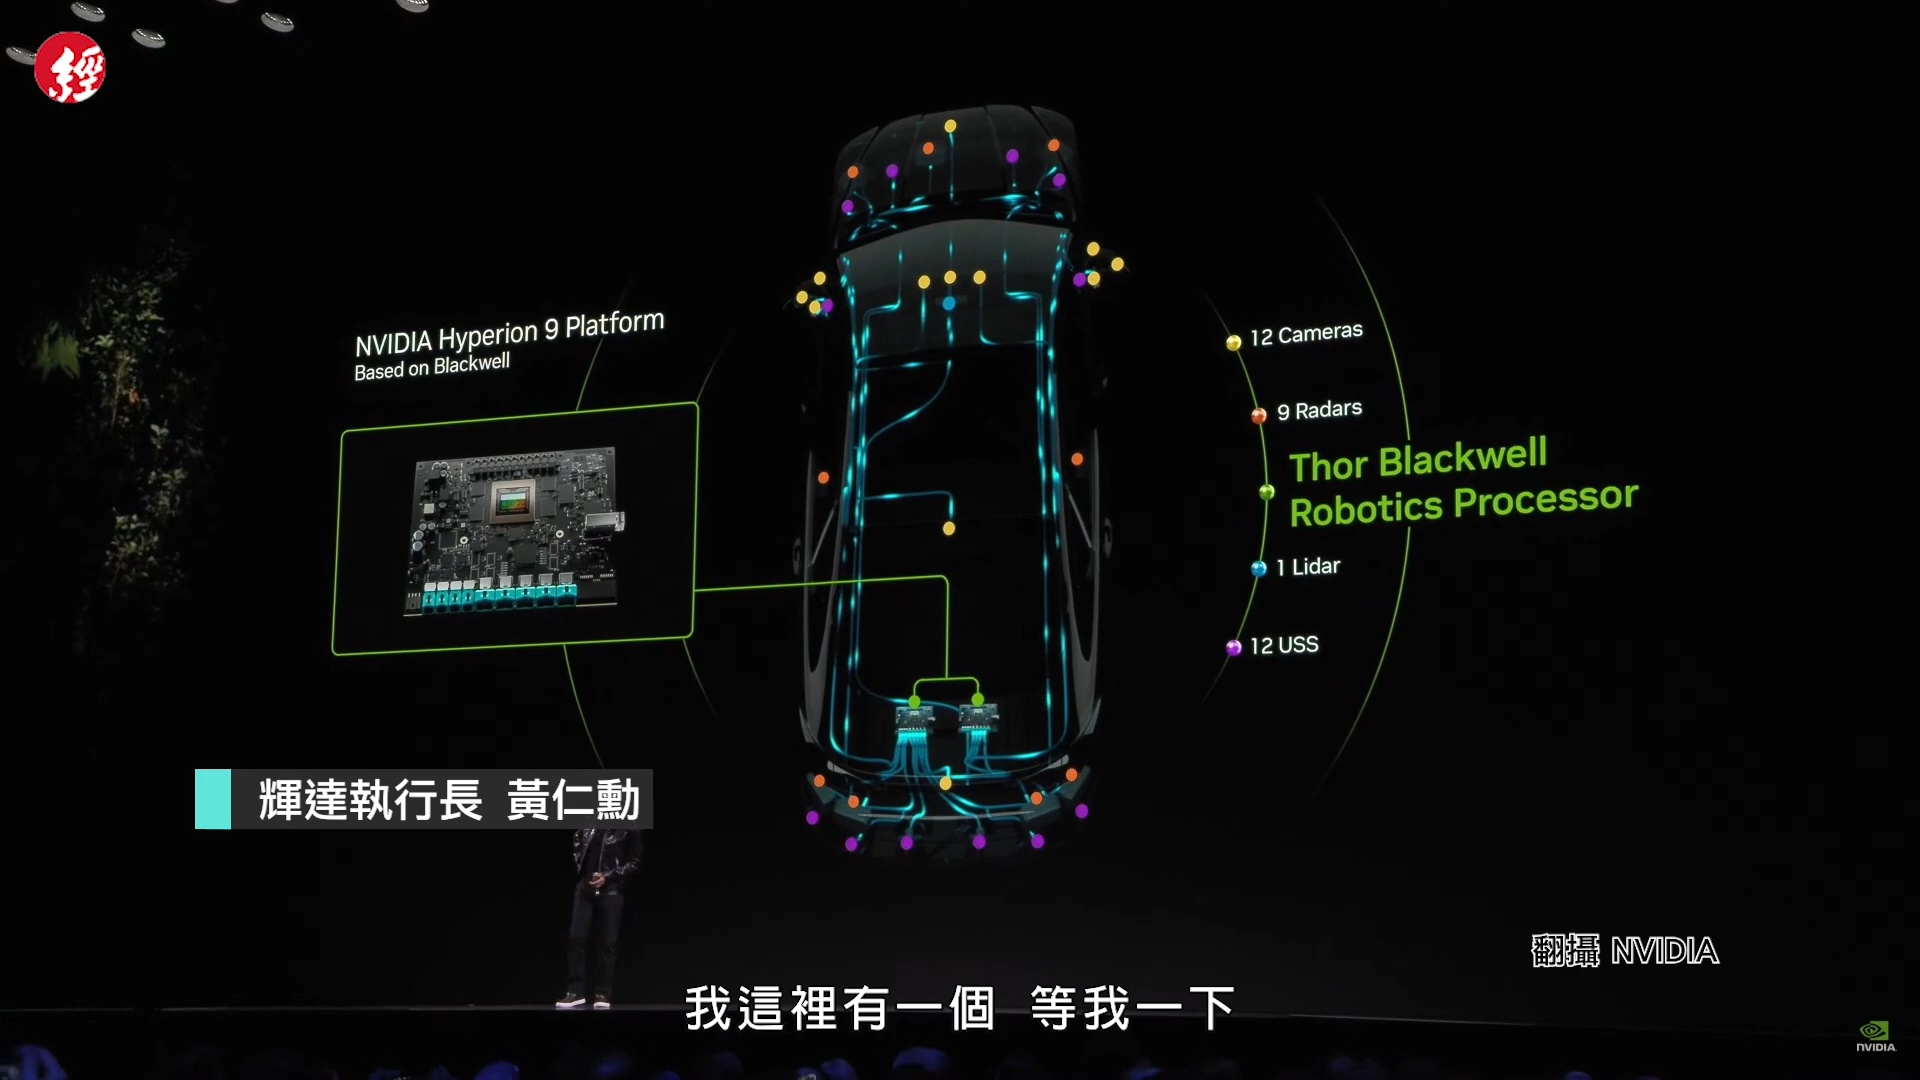 經
NVIDIA Hyperion 9 Platform
Based on Blackwell
12 Cameras
9 Radars
Thor Blackwell
Robotics Processor
1 Lidar
12 USS
輝達執行長 黃仁勳
翻攝 NVIDIA
我這裡有一個 等我一下
NVIDIA